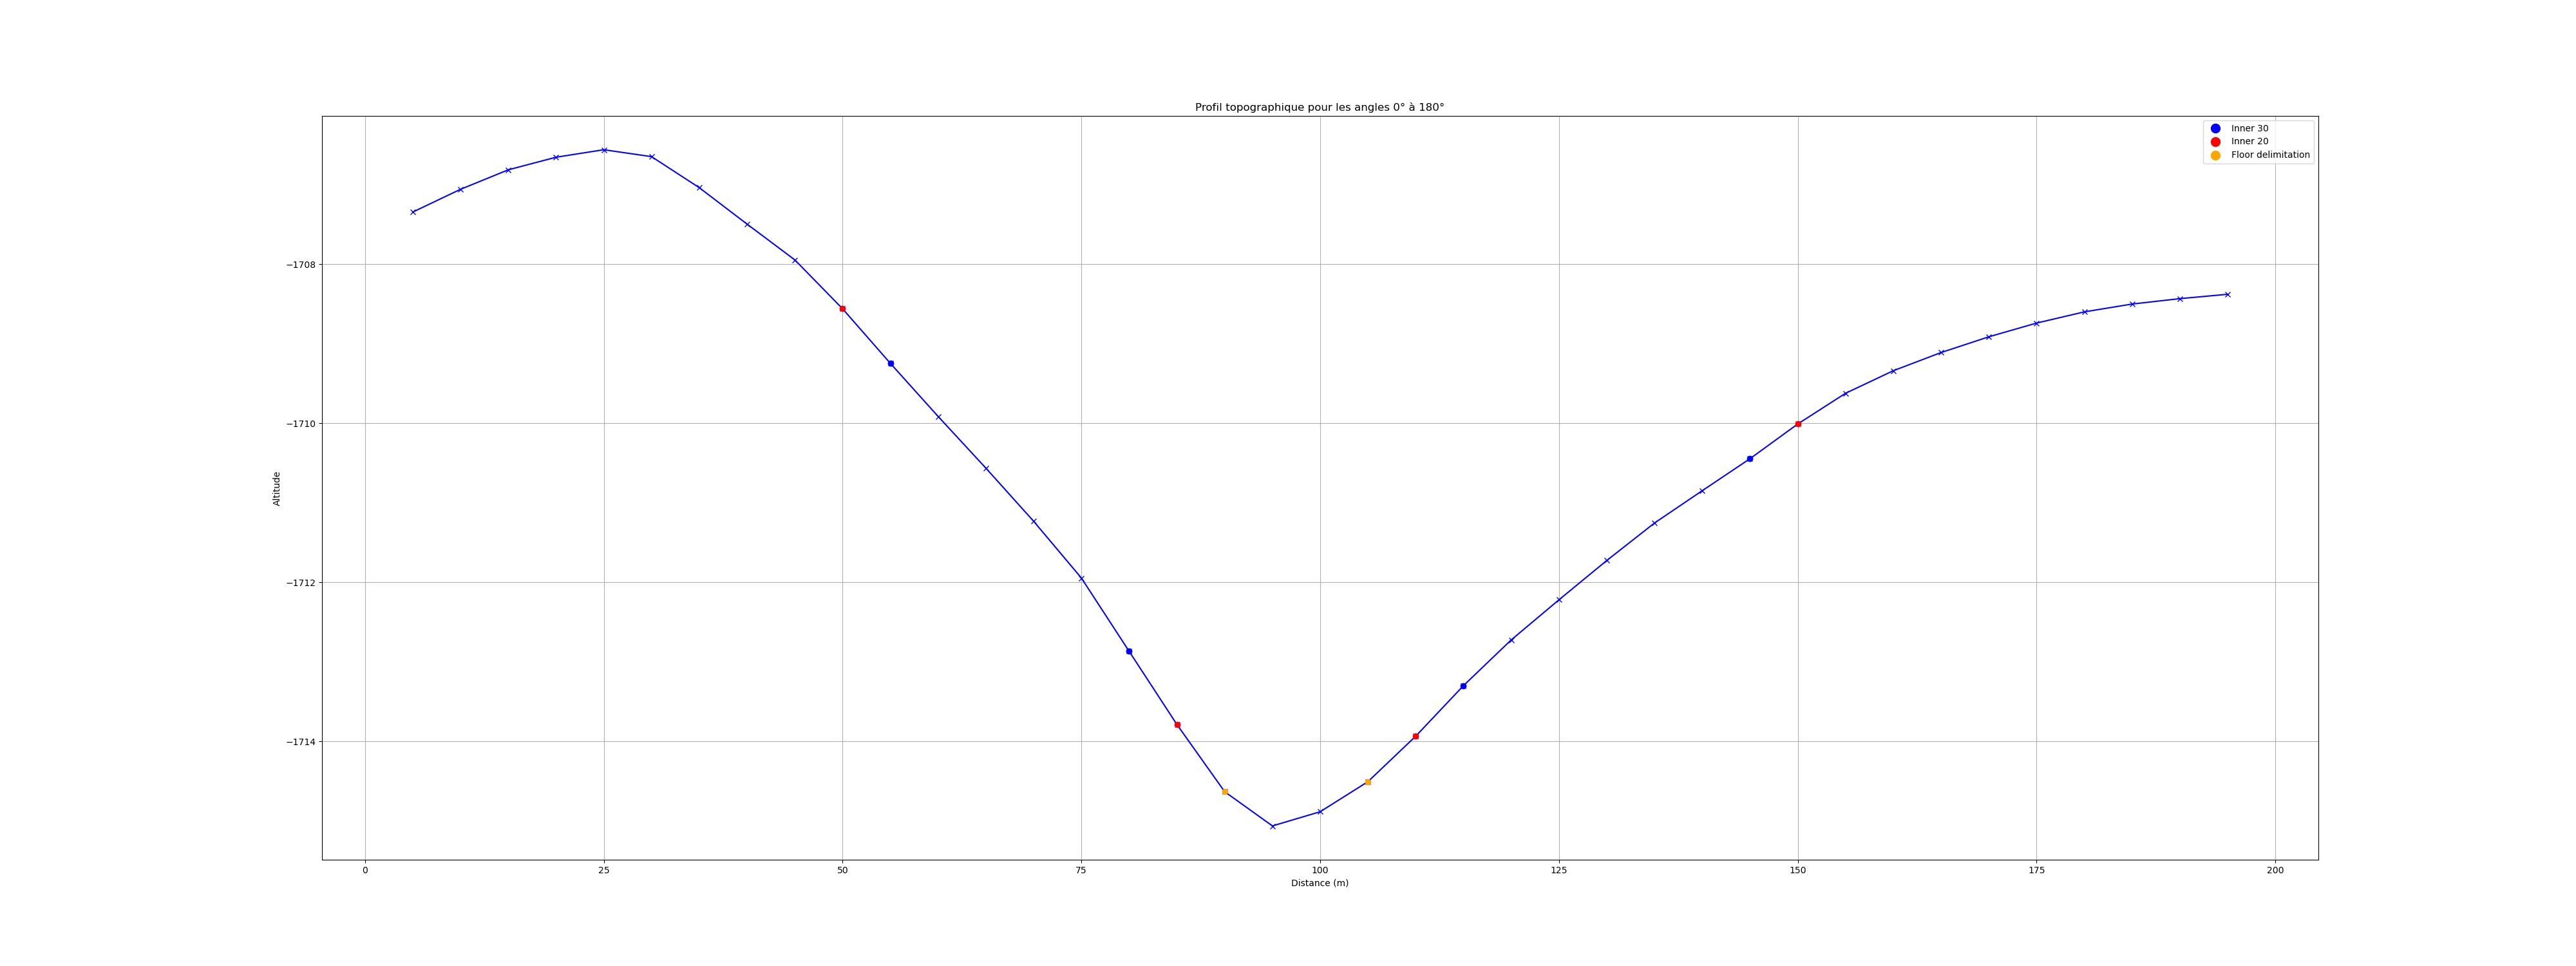 Profil topographique pour les angles 0° à 180°
Inner 30
Inner 20
Floor delimitation
Altitude
−1708
−1710
−1712
−1714
0 25 50 75 100 125 150 175 200
Distance (m)